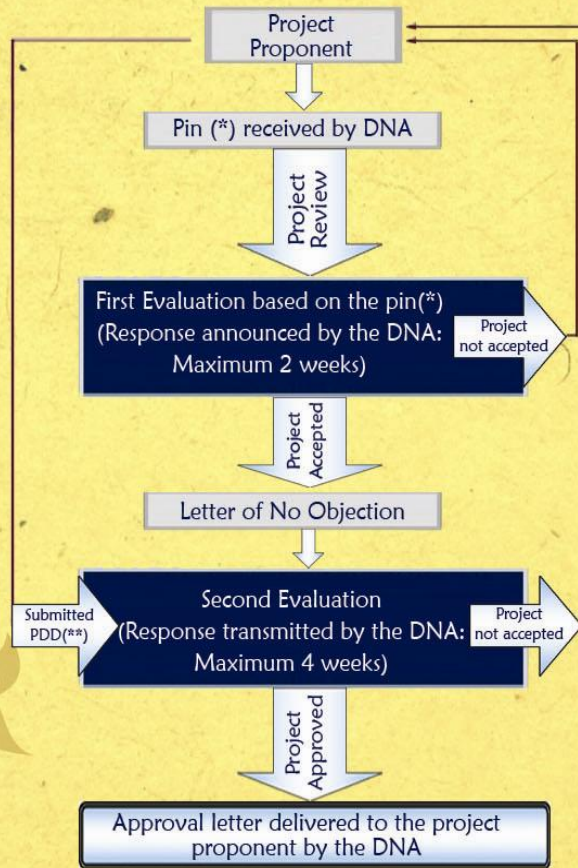 Project
Proponent
Pin (*) received by DNA
Project
Review
First Evaluation based on the pin(*)
(Response announced by the DNA:
Maximum 2 weeks)
Project
not accepted
Project
Accepted
Letter of No Objection
Submitted
PDD(**)
Second Evaluation
(Response transmitted by the DNA:
Maximum 4 weeks)
Project
not accepted
Project
Approved
Approval letter delivered to the project
proponent by the DNA